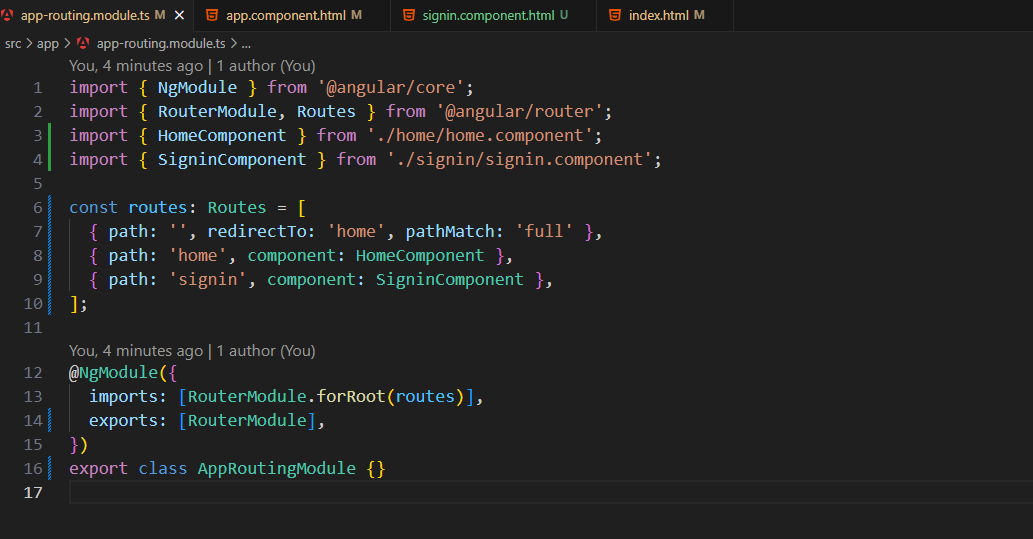 app-routing.module.ts M ✕ app.component.html M signin.component.html U index.html M
src > app > app-routing.module.ts > ...
You, 4 minutes ago | 1 author (You)
1 import { NgModule } from '@angular/core';
2 import { RouterModule, Routes } from '@angular/router';
3 import { HomeComponent } from './home/home.component';
4 import { SigninComponent } from './signin/signin.component';
5
6 const routes: Routes = [
7   { path: '', redirectTo: 'home', pathMatch: 'full' },
8   { path: 'home', component: HomeComponent },
9   { path: 'signin', component: SigninComponent },
10 ];
11
You, 4 minutes ago | 1 author (You)
12 @NgModule({
13   imports: [RouterModule.forRoot(routes)],
14   exports: [RouterModule],
15 })
16 export class AppRoutingModule {}
17